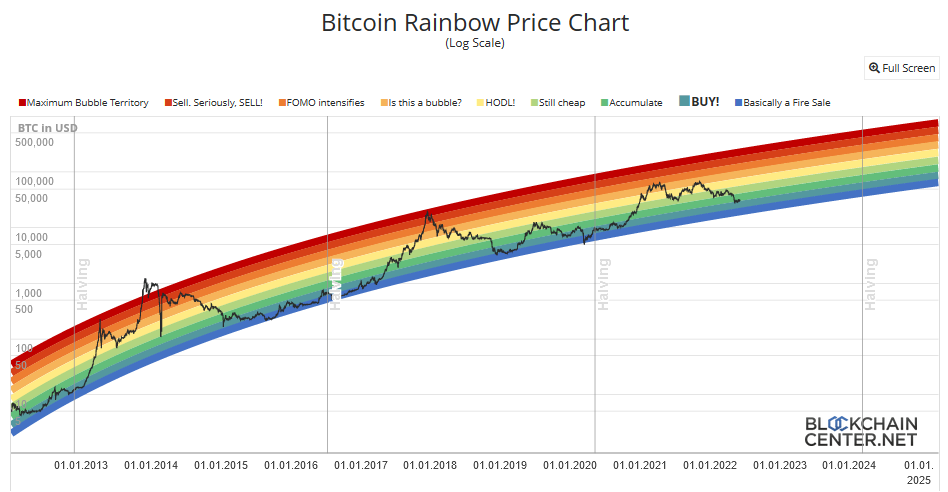 Bitcoin Rainbow Price Chart
(Log Scale)
Full Screen
Maximum Bubble Territory Sell. Seriously, SELL! FOMO intensifies Is this a bubble? HODL! Still cheap Accumulate BUY! Basically a Fire Sale
BTC in USD
500,000
100,000
50,000
10,000
5,000
1,000
500
100
50
10
5
Halving
Halving
Halving
Halving
BLOCKCHAIN
CENTER.NET
01.01.2013 01.01.2014 01.01.2015 01.01.2016 01.01.2017 01.01.2018 01.01.2019 01.01.2020 01.01.2021 01.01.2022 01.01.2023 01.01.2024 01.01.
2025